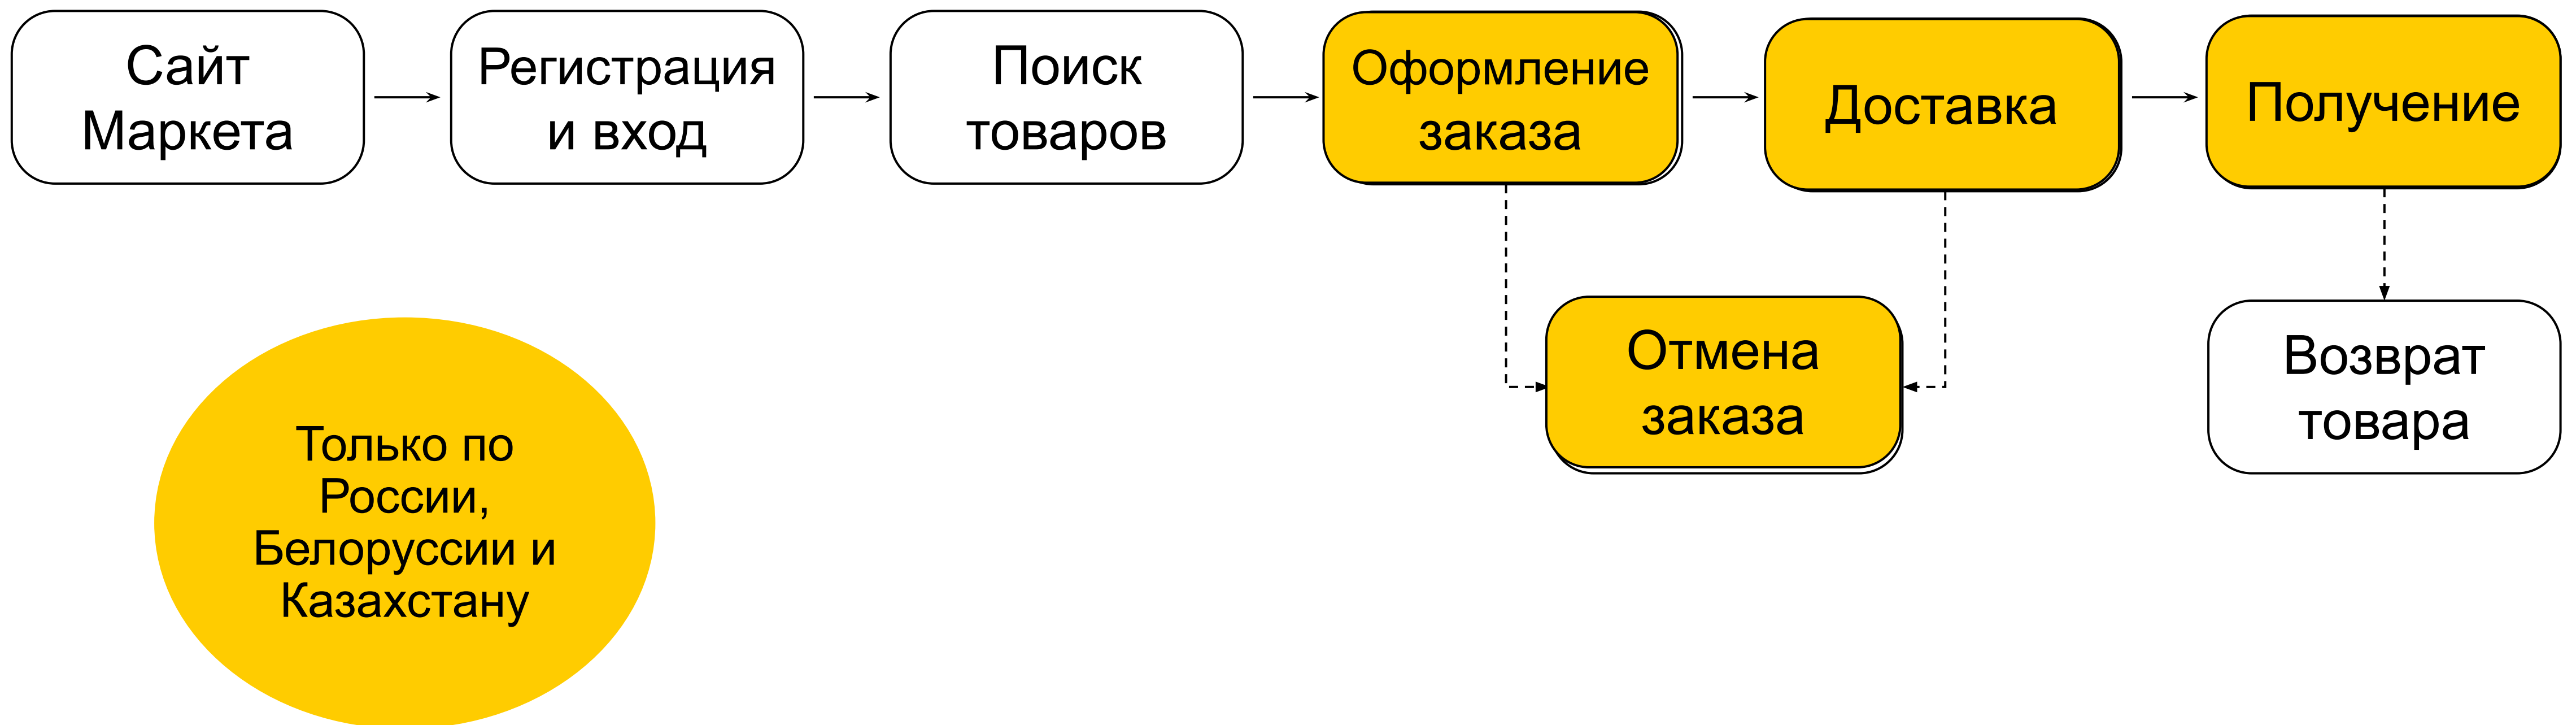 Сайт
Маркета
Регистрация
и вход
Поиск
товаров
Оформление
заказа
Доставка
Получение
Отмена
заказа
Возврат
товара
Только по
России,
Белоруссии и
Казахстану